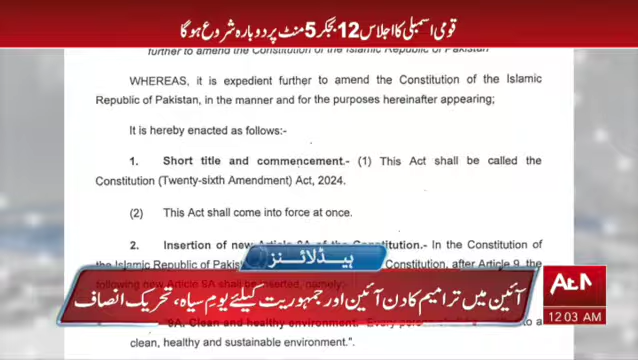 قومی اسمبلی کا اجلاس 12 بجکر 5 منٹ پر دوبارہ شروع ہو گا
further to amend the Constitution of the Islamic Republic of Pakistan
WHEREAS, it is expedient further to amend the Constitution of the Islamic
Republic of Pakistan, in the manner and for the purposes hereinafter appearing;
It is hereby enacted as follows:-
1. Short title and commencement.- (1) This Act shall be called the
Constitution (Twenty-sixth Amendment) Act, 2024.
(2) This Act shall come into force at once.
2. Insertion of new Article 9A of the Constitution.- In the Constitution of
ہیڈلائنز
the Islamic Republic of Constitution, after Article 9, the
following new Article 9A shall be inserted, namely:
آئین میں ترامیم کا دن آئین اور جمہوریت کیلئے یومِ سیاہ، تحریک انصاف
AbN
12:03 AM
"9A. Clean and healthy environment. Every to a
clean, healthy and sustainable environment.".